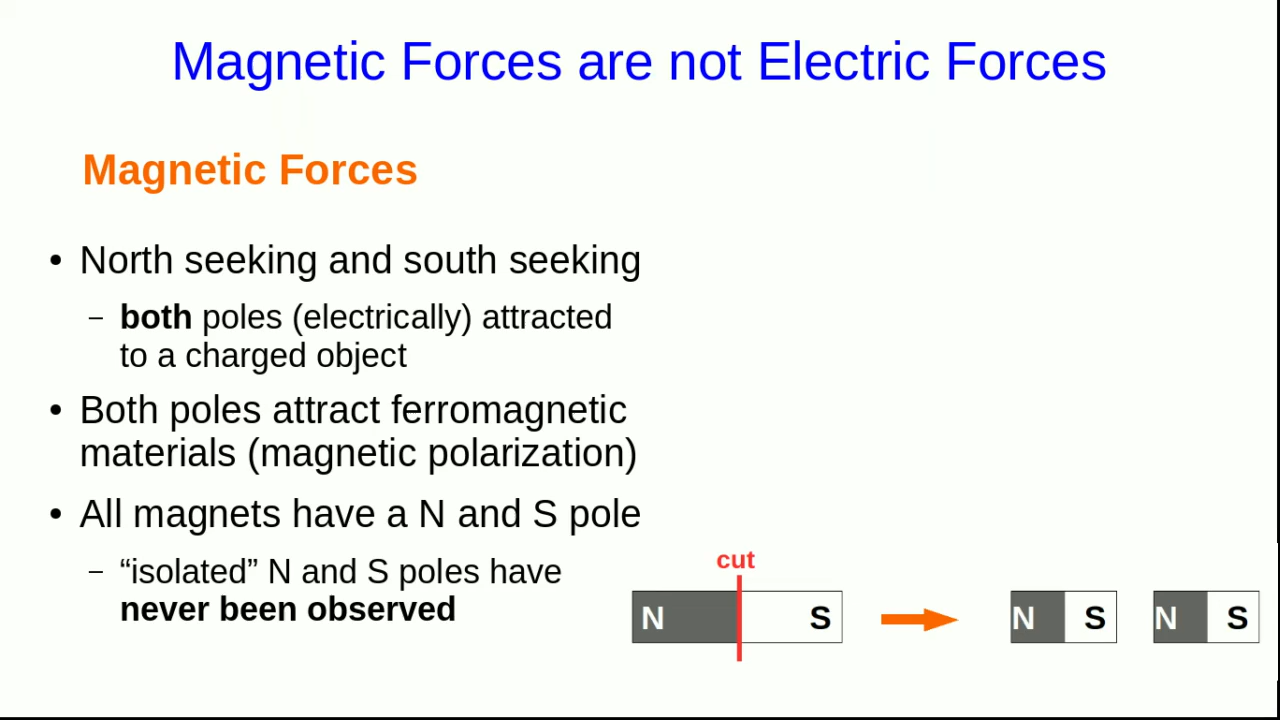 Magnetic Forces are not Electric Forces
Magnetic Forces
• North seeking and south seeking
– both poles (electrically) attracted
to a charged object
• Both poles attract ferromagnetic
materials (magnetic polarization)
• All magnets have a N and S pole
– “isolated” N and S poles have
never been observed
cut
N S N S N S